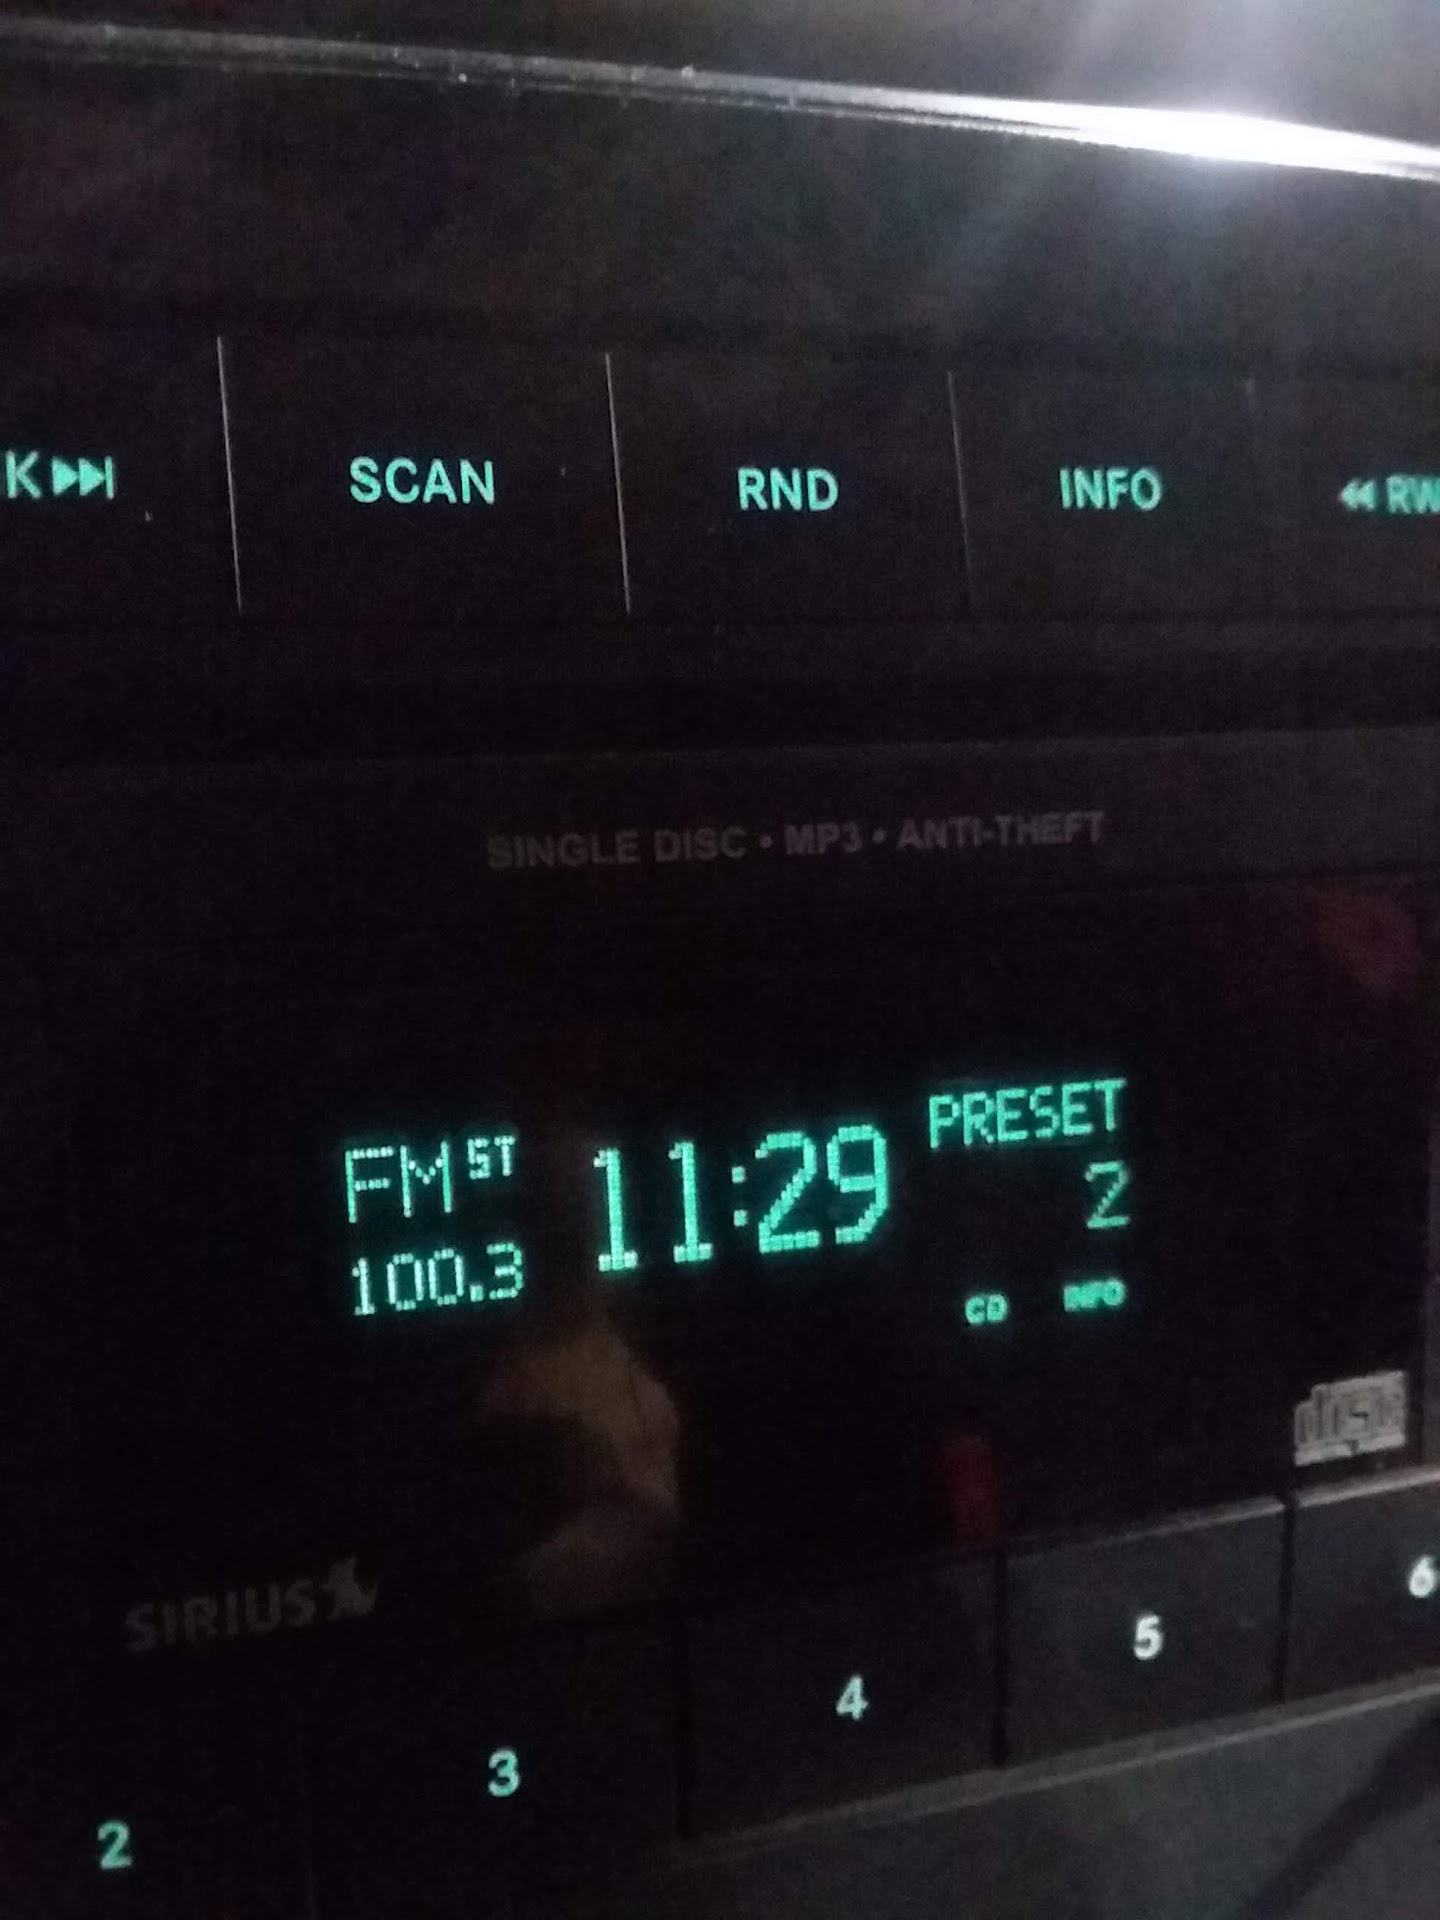 K SCAN RND INFO RW
SINGLE DISC • MP3 • ANTI-THEFT
FM ST 11:29 PRESET
100.3 2
CD INFO
disc
SIRIUS
2 3 4 5 6